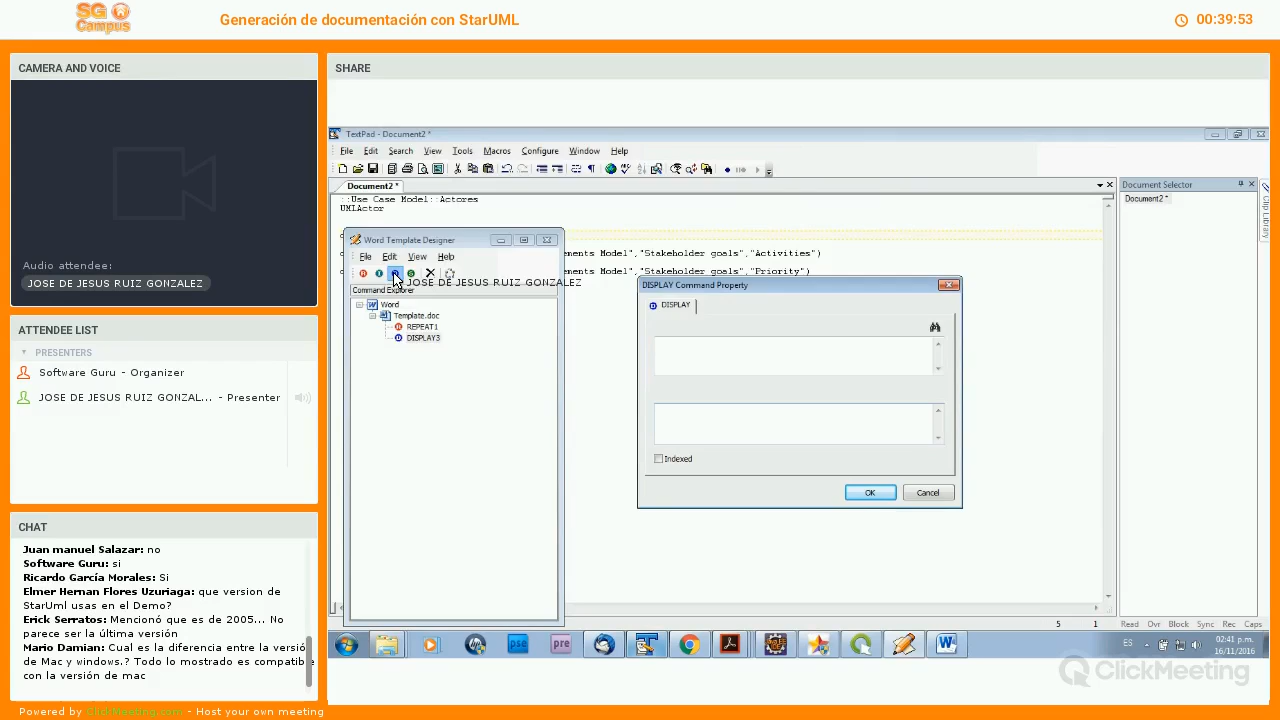 SG
Campus
Generación de documentación con StarUML
00:39:53
CAMERA AND VOICE
Audio attendee:
JOSE DE JESUS RUIZ GONZALEZ
ATTENDEE LIST
PRESENTERS
Software Guru - Organizer
JOSE DE JESUS RUIZ GONZAL... - Presenter
CHAT
Juan manuel Salazar: no
Software Guru: si
Ricardo García Morales: Si
Elmer Hernan Flores Uzuriaga: que version de
StarUml usas en el Demo?
Erick Serratos: Mencionó que es de 2005... No
parece ser la última versión
Mario Damian: Cual es la diferencia entre la versió
de Mac y windows.? Todo lo mostrado es compatible
con la versión de mac
Powered by ClickMeeting.com - Host your own meeting
SHARE
TextPad - Document2 *
File Edit Search View Tools Macros Configure Window Help
Document2 *
::Use Case Model::Actores
UMLActor
ements Model","Stakeholder goals","Activities")
ements Model","Stakeholder goals","Priority")
Word Template Designer
File Edit View Help
JOSE DE JESUS RUIZ GONZALEZ
Command Explorer
Word
Template.doc
REPEAT1
DISPLAY3
DISPLAY Command Property
DISPLAY
Indexed
OK Cancel
Document Selector
Document2 *
Clip Library
5 1 Read Ovr Block Sync Rec Caps
pse pre
ES
02:41 p.m.
16/11/2016
ClickMeeting